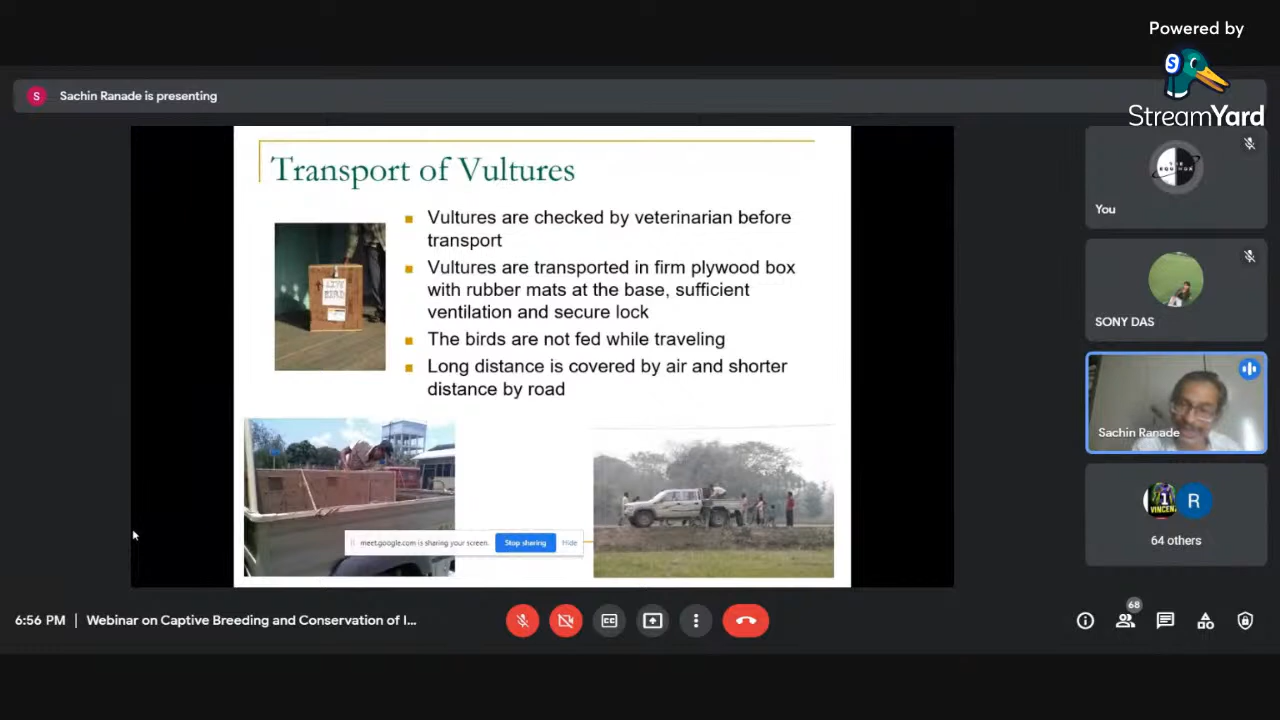 Powered by
StreamYard
S
Sachin Ranade is presenting
Transport of Vultures
Vultures are checked by veterinarian before
transport
Vultures are transported in firm plywood box
with rubber mats at the base, sufficient
ventilation and secure lock
The birds are not fed while traveling
Long distance is covered by air and shorter
distance by road
LIVE
BIRD
meet.google.com is sharing your screen.
Stop sharing
Hide
You
SONY DAS
Sachin Ranade
R
64 others
6:56 PM
Webinar on Captive Breeding and Conservation of I...
68